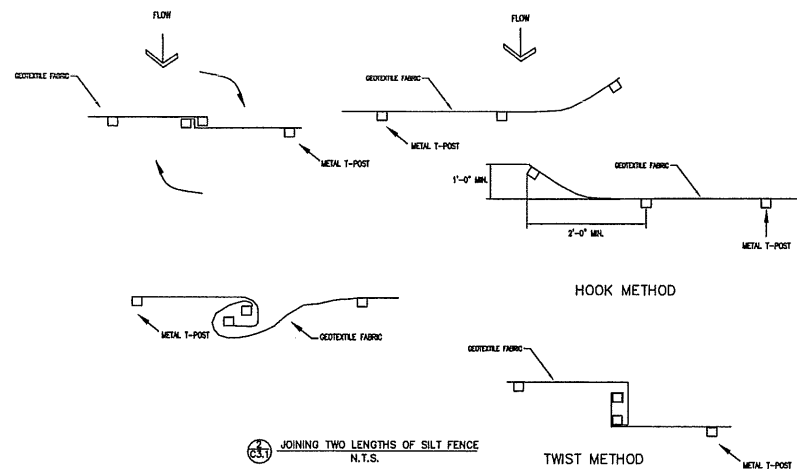 FLOW
FLOW
GEOTEXTILE FABRIC
GEOTEXTILE FABRIC
METAL T-POST
METAL T-POST
1'-0" MIN.
GEOTEXTILE FABRIC
2'-0" MIN.
METAL T-POST
HOOK METHOD
METAL T-POST
GEOTEXTILE FABRIC
GEOTEXTILE FABRIC
2
C3.1
JOINING TWO LENGTHS OF SILT FENCE
N.T.S.
TWIST METHOD
METAL T-POST